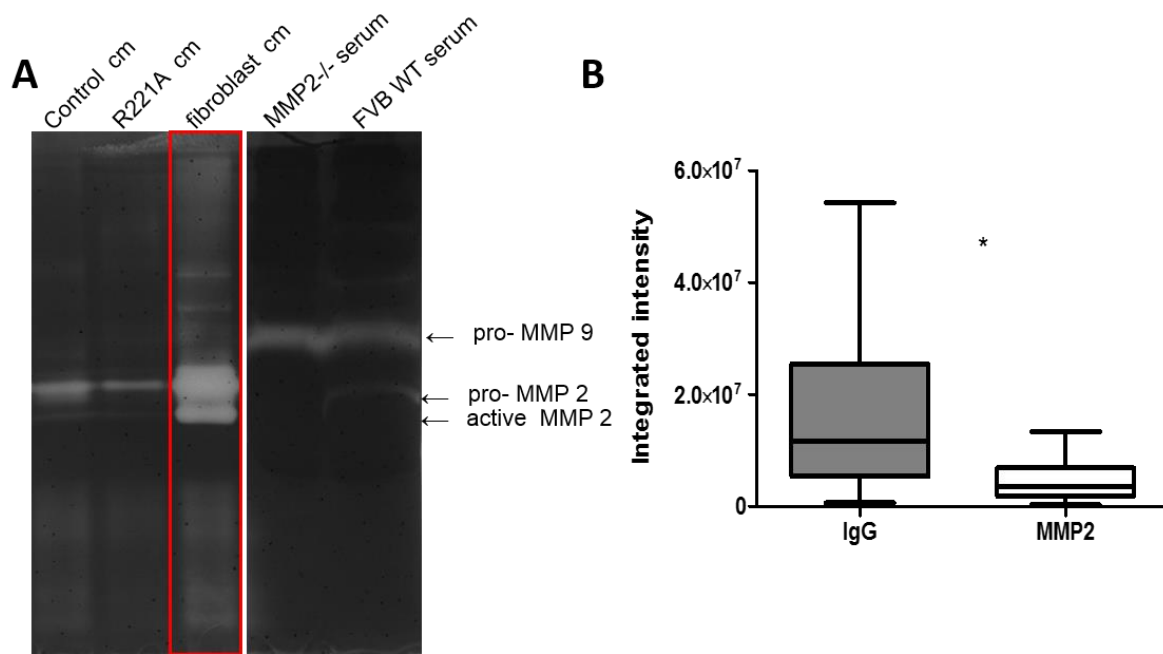 A
Control cm
R221A cm
fibroblast cm
MMP2-/- serum
FVB WT serum
← pro- MMP 9
← pro- MMP 2
← active MMP 2
B
Integrated intensity
6.0×10⁷
4.0×10⁷
2.0×10⁷
0
*
IgG
MMP2